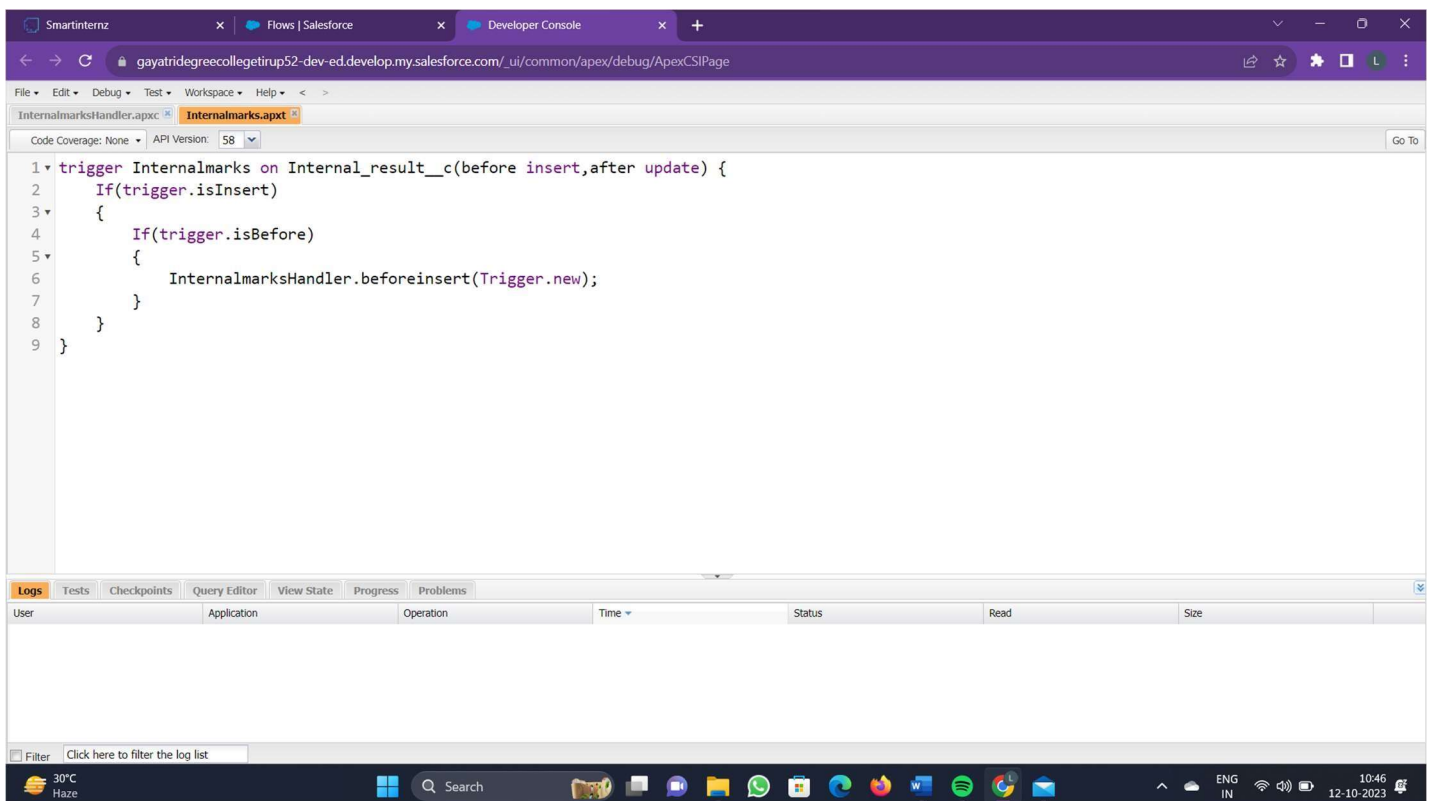 Smartinternz Flows | Salesforce Developer Console
gayatridegreecollegetirup52-dev-ed.develop.my.salesforce.com/_ui/common/apex/debug/ApexCSIPage L
File Edit Debug Test Workspace Help < >
InternalmarksHandler.apxc Internalmarks.apxt
Code Coverage: None API Version: 58 Go To
1 trigger Internalmarks on Internal_result__c(before insert,after update) {
2 If(trigger.isInsert)
3 {
4 If(trigger.isBefore)
5 {
6 InternalmarksHandler.beforeinsert(Trigger.new);
7 }
8 }
9 }
Logs Tests Checkpoints Query Editor View State Progress Problems
User Application Operation Time Status Read Size
Filter Click here to filter the log list
30°C
Haze
Search
L
W
ENG
IN
10:46
12-10-2023